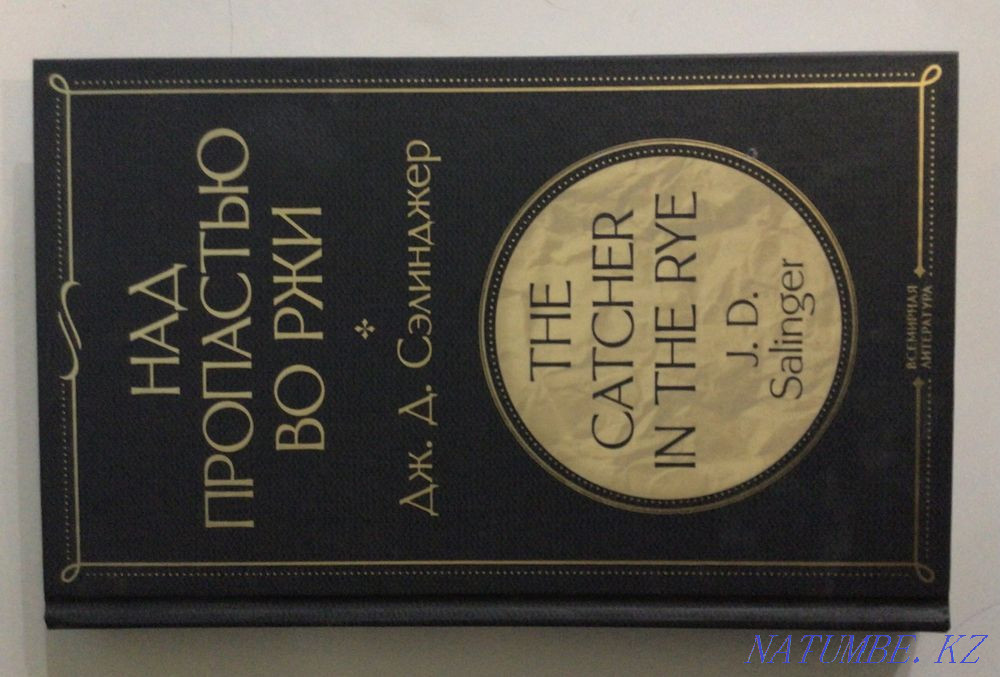 НАД
ПРОПАСТЬЮ
ВО РЖИ
Дж. Д. Сэлинджер
THE
CATCHER
IN THE RYE
J. D.
Salinger
ВСЕМИРНАЯ
ЛИТЕРАТУРА
NATUMBE.KZ